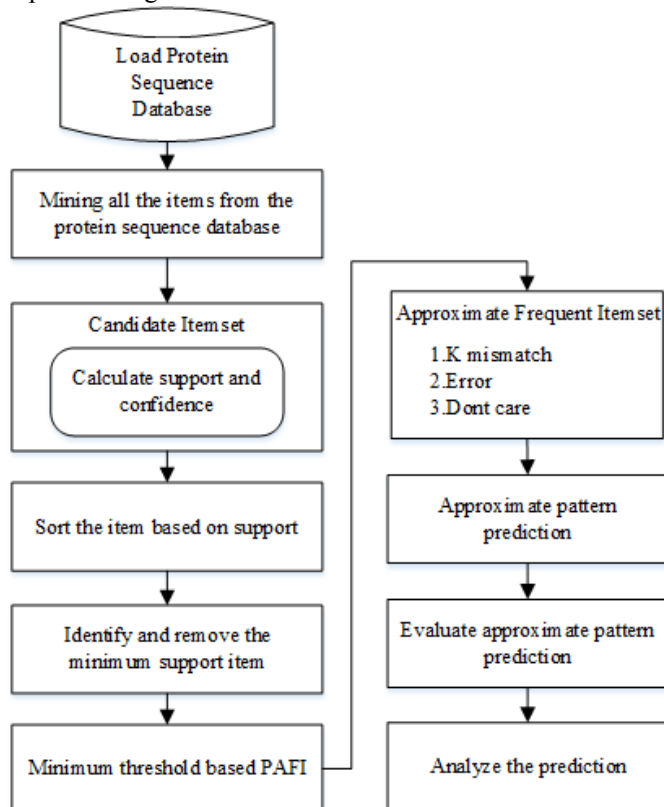 Load Protein
Sequence
Database
Mining all the items from the
protein sequence database
Candidate Itemset
Calculate support and
confidence
Sort the item based on support
Identify and remove the
minimum support item
Minimum threshold based PAFI
Approximate Frequent Itemset
1.K mismatch
2.Error
3.Dont care
Approximate pattern
prediction
Evaluate approximate pattern
prediction
Analyze the prediction